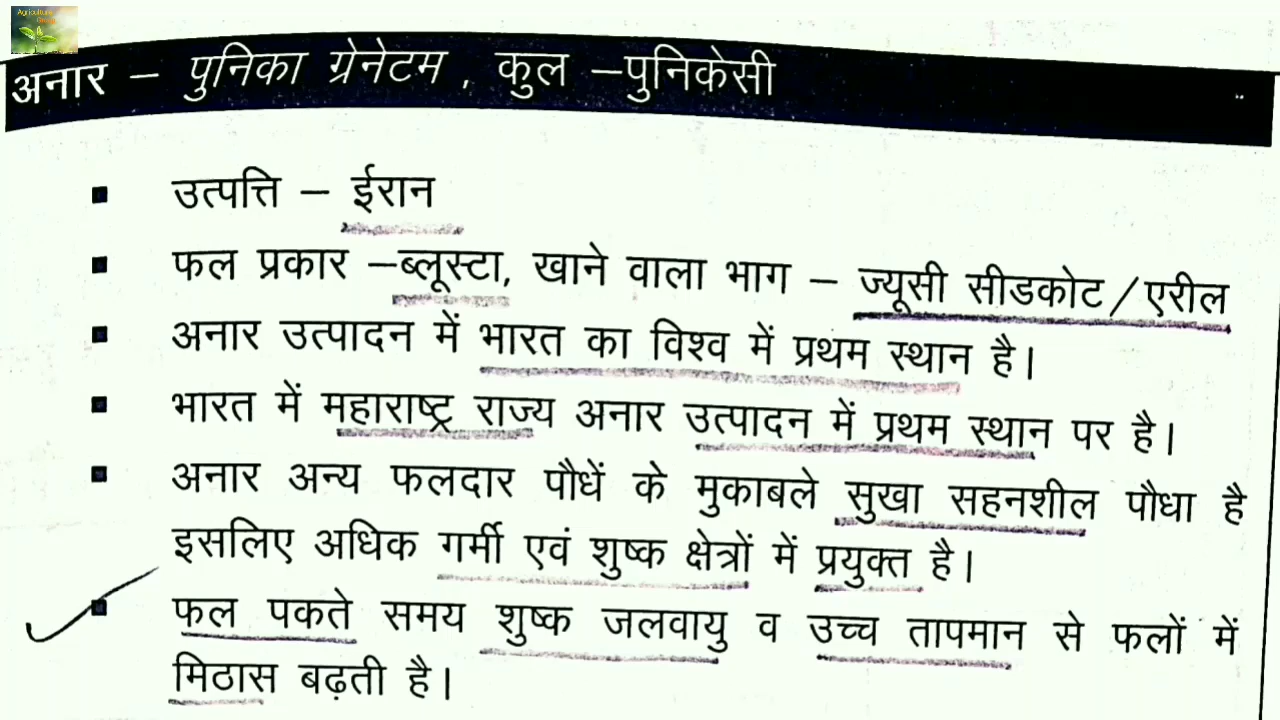 Agriculture
Group
अनार – पुनिका ग्रेनेटम , कुल –पुनिकेसी
उत्पत्ति – ईरान
फल प्रकार –ब्लूस्टा, खाने वाला भाग – ज्यूसी सीडकोट/एरील
अनार उत्पादन में भारत का विश्व में प्रथम स्थान है।
भारत में महाराष्ट्र राज्य अनार उत्पादन में प्रथम स्थान पर है।
अनार अन्य फलदार पौधें के मुकाबले सुखा सहनशील पौधा है
इसलिए अधिक गर्मी एवं शुष्क क्षेत्रों में प्रयुक्त है।
फल पकते समय शुष्क जलवायु व उच्च तापमान से फलों में
मिठास बढ़ती है।